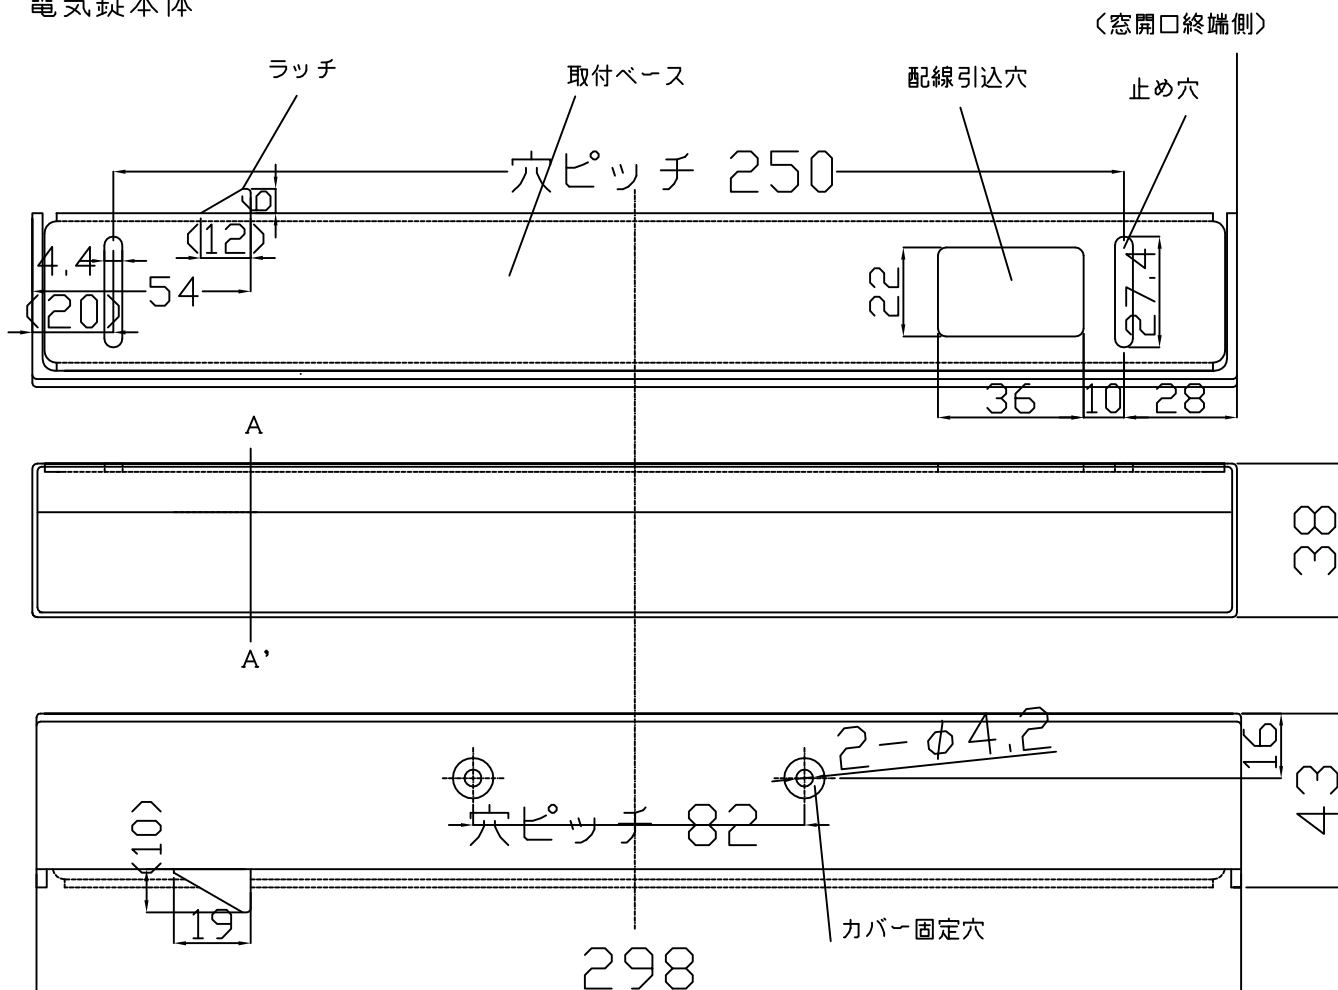 電気錠本体
（窓開口終端側）
ラッチ
取付ベース
配線引込穴
止め穴
穴ピッチ 250
6
(12)
4.4
54
(20)
22
27.4
36
10
28
A
38
A'
2-φ4.2
16
穴ピッチ 82
43
(10)
19
カバー固定穴
298